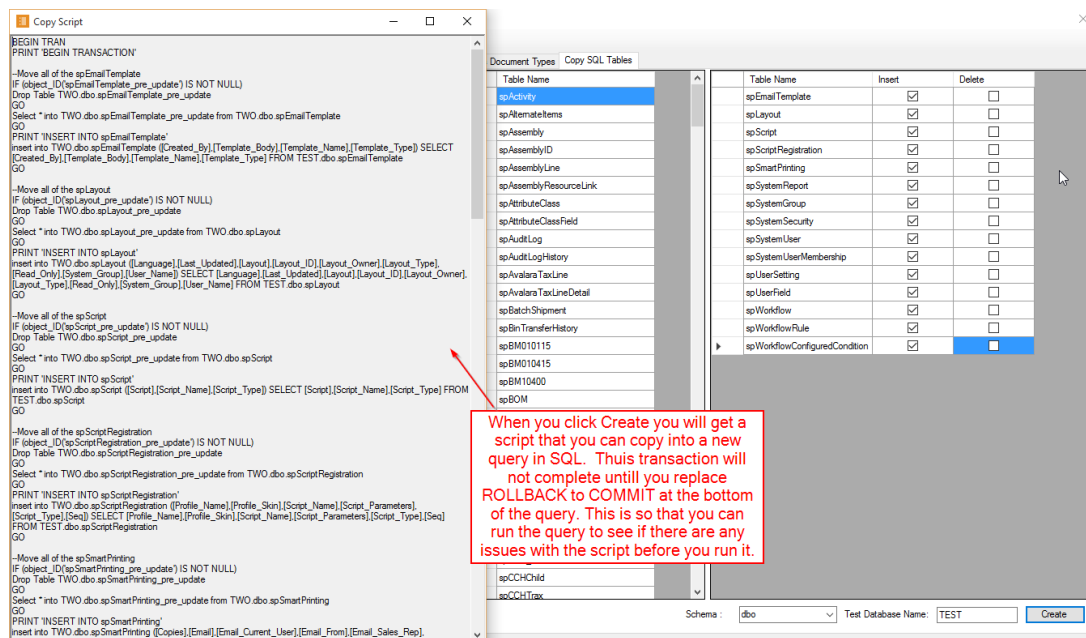 Copy Script
BEGIN TRAN
PRINT 'BEGIN TRANSACTION'
--Move all of the spEmailTemplate
IF (object_ID('spEmailTemplate_pre_update') IS NOT NULL)
Drop Table TWO.dbo.spEmailTemplate_pre_update
GO
Select * into TWO.dbo.spEmailTemplate_pre_update from TWO.dbo.spEmailTemplate
GO
PRINT 'INSERT INTO spEmailTemplate'
insert into TWO.dbo.spEmailTemplate ([Created_By],[Template_Body],[Template_Name],[Template_Type]) SELECT
[Created_By],[Template_Body],[Template_Name],[Template_Type] FROM TEST.dbo.spEmailTemplate
GO
--Move all of the spLayout
IF (object_ID('spLayout_pre_update') IS NOT NULL)
Drop Table TWO.dbo.spLayout_pre_update
GO
Select * into TWO.dbo.spLayout_pre_update from TWO.dbo.spLayout
GO
PRINT 'INSERT INTO spLayout'
insert into TWO.dbo.spLayout ([Language],[Last_Updated],[Layout],[Layout_ID],[Layout_Owner],[Layout_Type],
[Read_Only],[System_Group],[User_Name]) SELECT [Language],[Last_Updated],[Layout],[Layout_ID],[Layout_Owner],
[Layout_Type],[Read_Only],[System_Group],[User_Name] FROM TEST.dbo.spLayout
GO
--Move all of the spScript
IF (object_ID('spScript_pre_update') IS NOT NULL)
Drop Table TWO.dbo.spScript_pre_update
GO
Select * into TWO.dbo.spScript_pre_update from TWO.dbo.spScript
GO
PRINT 'INSERT INTO spScript'
insert into TWO.dbo.spScript ([Script],[Script_Name],[Script_Type]) SELECT [Script],[Script_Name],[Script_Type] FROM
TEST.dbo.spScript
GO
--Move all of the spScriptRegistration
IF (object_ID('spScriptRegistration_pre_update') IS NOT NULL)
Drop Table TWO.dbo.spScriptRegistration_pre_update
GO
Select * into TWO.dbo.spScriptRegistration_pre_update from TWO.dbo.spScriptRegistration
GO
PRINT 'INSERT INTO spScriptRegistration'
insert into TWO.dbo.spScriptRegistration ([Profile_Name],[Profile_Skin],[Script_Name],[Script_Parameters],
[Script_Type],[Seq]) SELECT [Profile_Name],[Profile_Skin],[Script_Name],[Script_Parameters],[Script_Type],[Seq]
FROM TEST.dbo.spScriptRegistration
GO
--Move all of the spSmartPrinting
IF (object_ID('spSmartPrinting_pre_update') IS NOT NULL)
Drop Table TWO.dbo.spSmartPrinting_pre_update
GO
Select * into TWO.dbo.spSmartPrinting_pre_update from TWO.dbo.spSmartPrinting
GO
PRINT 'INSERT INTO spSmartPrinting'
insert into TWO.dbo.spSmartPrinting ([Copies],[Email],[Email_Current_User],[Email_From],[Email_Sales_Rep],
Document Types Copy SQL Tables
Table Name
spActivity
spAlternateItems
spAssembly
spAssemblyID
spAssemblyLine
spAssemblyResourceLink
spAttributeClass
spAttributeClassField
spAuditLog
spAuditLogHistory
spAvalaraTaxLine
spAvalaraTaxLineDetail
spBatchShipment
spBinTransferHistory
spBM010115
spBM010415
spBM10400
spBOM
spCCHChild
spCCHTrax
Table Name Insert Delete
spEmailTemplate
spLayout
spScript
spScriptRegistration
spSmartPrinting
spSystemReport
spSystemGroup
spSystemSecurity
spSystemUser
spSystemUserMembership
spUserSetting
spUserField
spWorkflow
spWorkflowRule
spWorkflowConfiguredCondition
When you click Create you will get a
script that you can copy into a new
query in SQL. Thuis transaction will
not complete untill you replace
ROLLBACK to COMMIT at the bottom
of the query. This is so that you can
run the query to see if there are any
issues with the script before you run it.
Schema : dbo Test Database Name: TEST Create